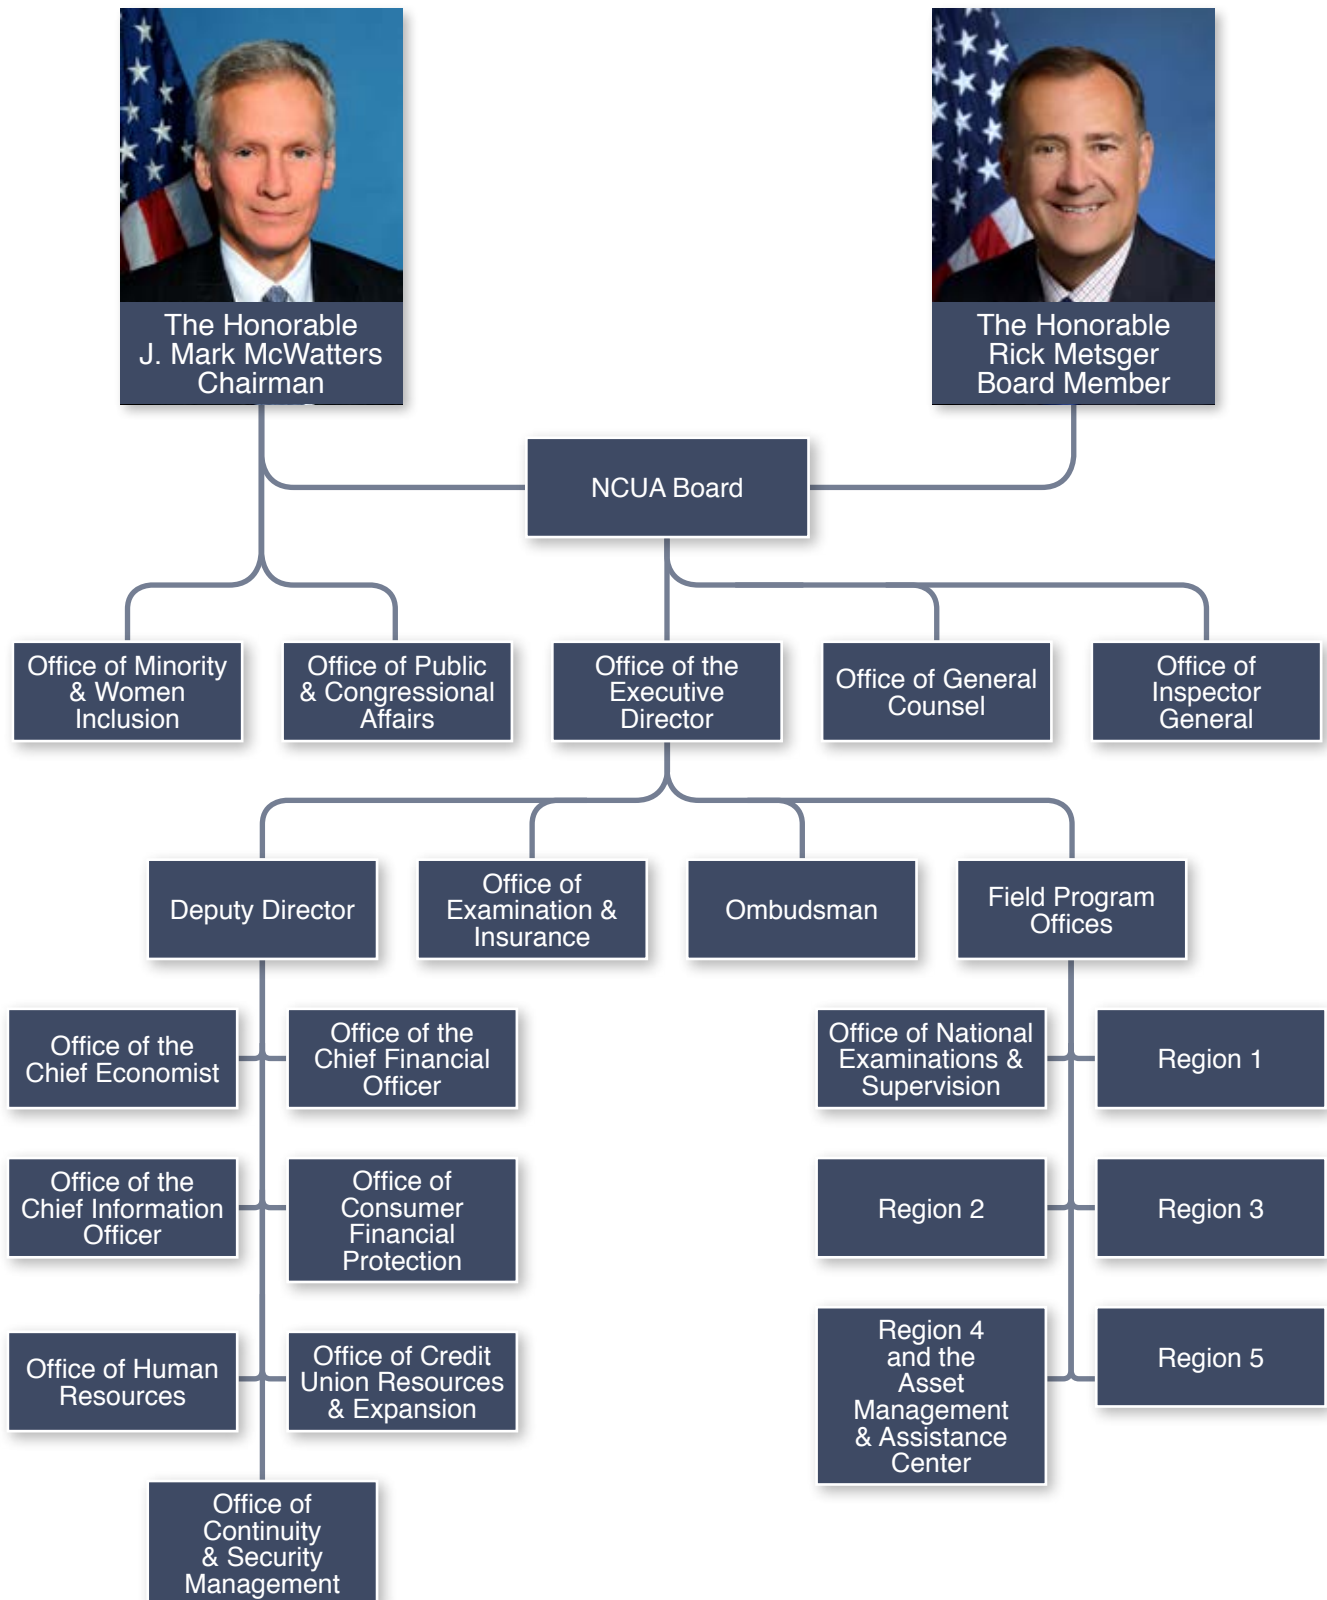 The Honorable
J. Mark McWatters
Chairman
The Honorable
Rick Metsger
Board Member
NCUA Board
Office of Minority
& Women
Inclusion
Office of Public
& Congressional
Affairs
Office of the
Executive
Director
Office of General
Counsel
Office of
Inspector
General
Deputy Director
Office of
Examination &
Insurance
Ombudsman
Field Program
Offices
Office of the
Chief Economist
Office of the
Chief Financial
Officer
Office of National
Examinations &
Supervision
Region 1
Office of the
Chief Information
Officer
Office of
Consumer
Financial
Protection
Region 2
Region 3
Office of Human
Resources
Office of Credit
Union Resources
& Expansion
Region 4
and the
Asset
Management
& Assistance
Center
Region 5
Office of
Continuity
& Security
Management